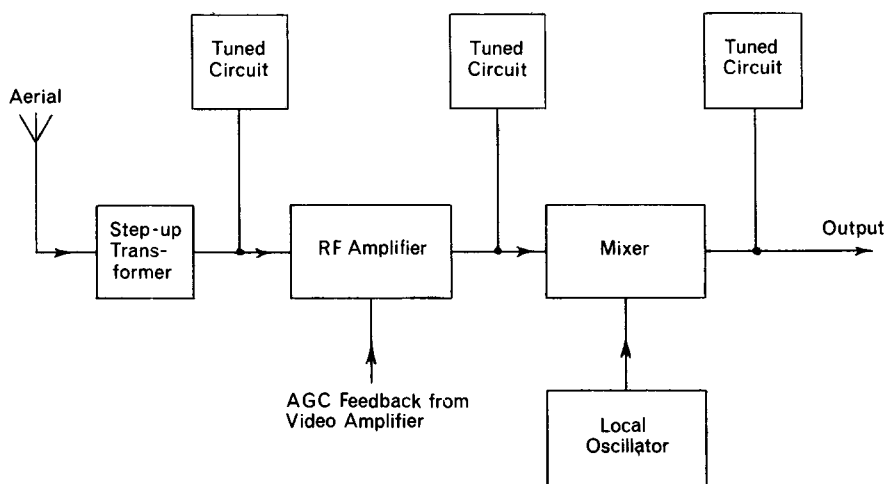 Tuned
Circuit
Tuned
Circuit
Tuned
Circuit
Aerial
Step-up
Trans-
former
RF Amplifier
Mixer
Output
AGC Feedback from
Video Amplifier
Local
Oscillator